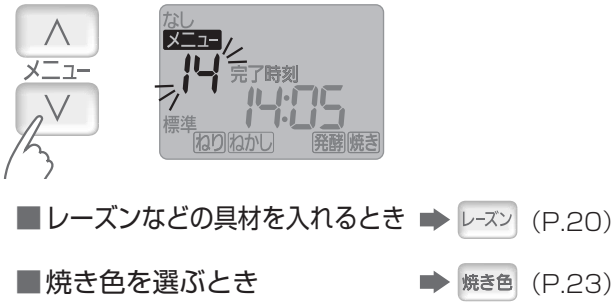 なし
メニュー
14 完了時刻
14:05
標準
ねり ねかし 発酵 焼き
∧
メニュー
∨
■レーズンなどの具材を入れるとき ➡ レーズン (P.20)
■焼き色を選ぶとき ➡ 焼き色 (P.23)